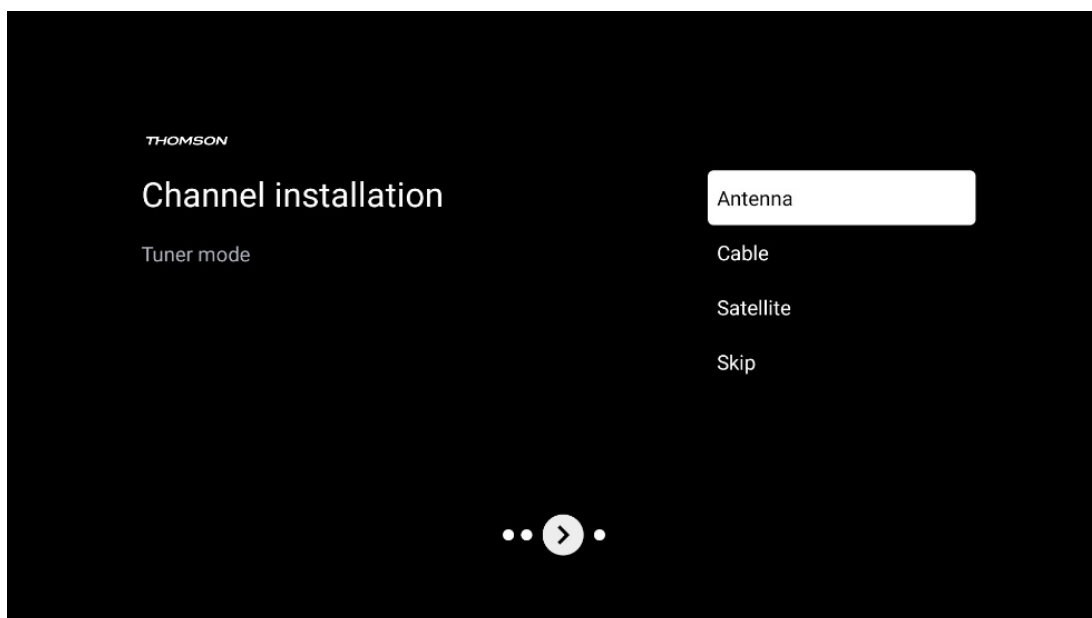 THOMSON
Channel installation
Tuner mode
Antenna
Cable
Satellite
Skip